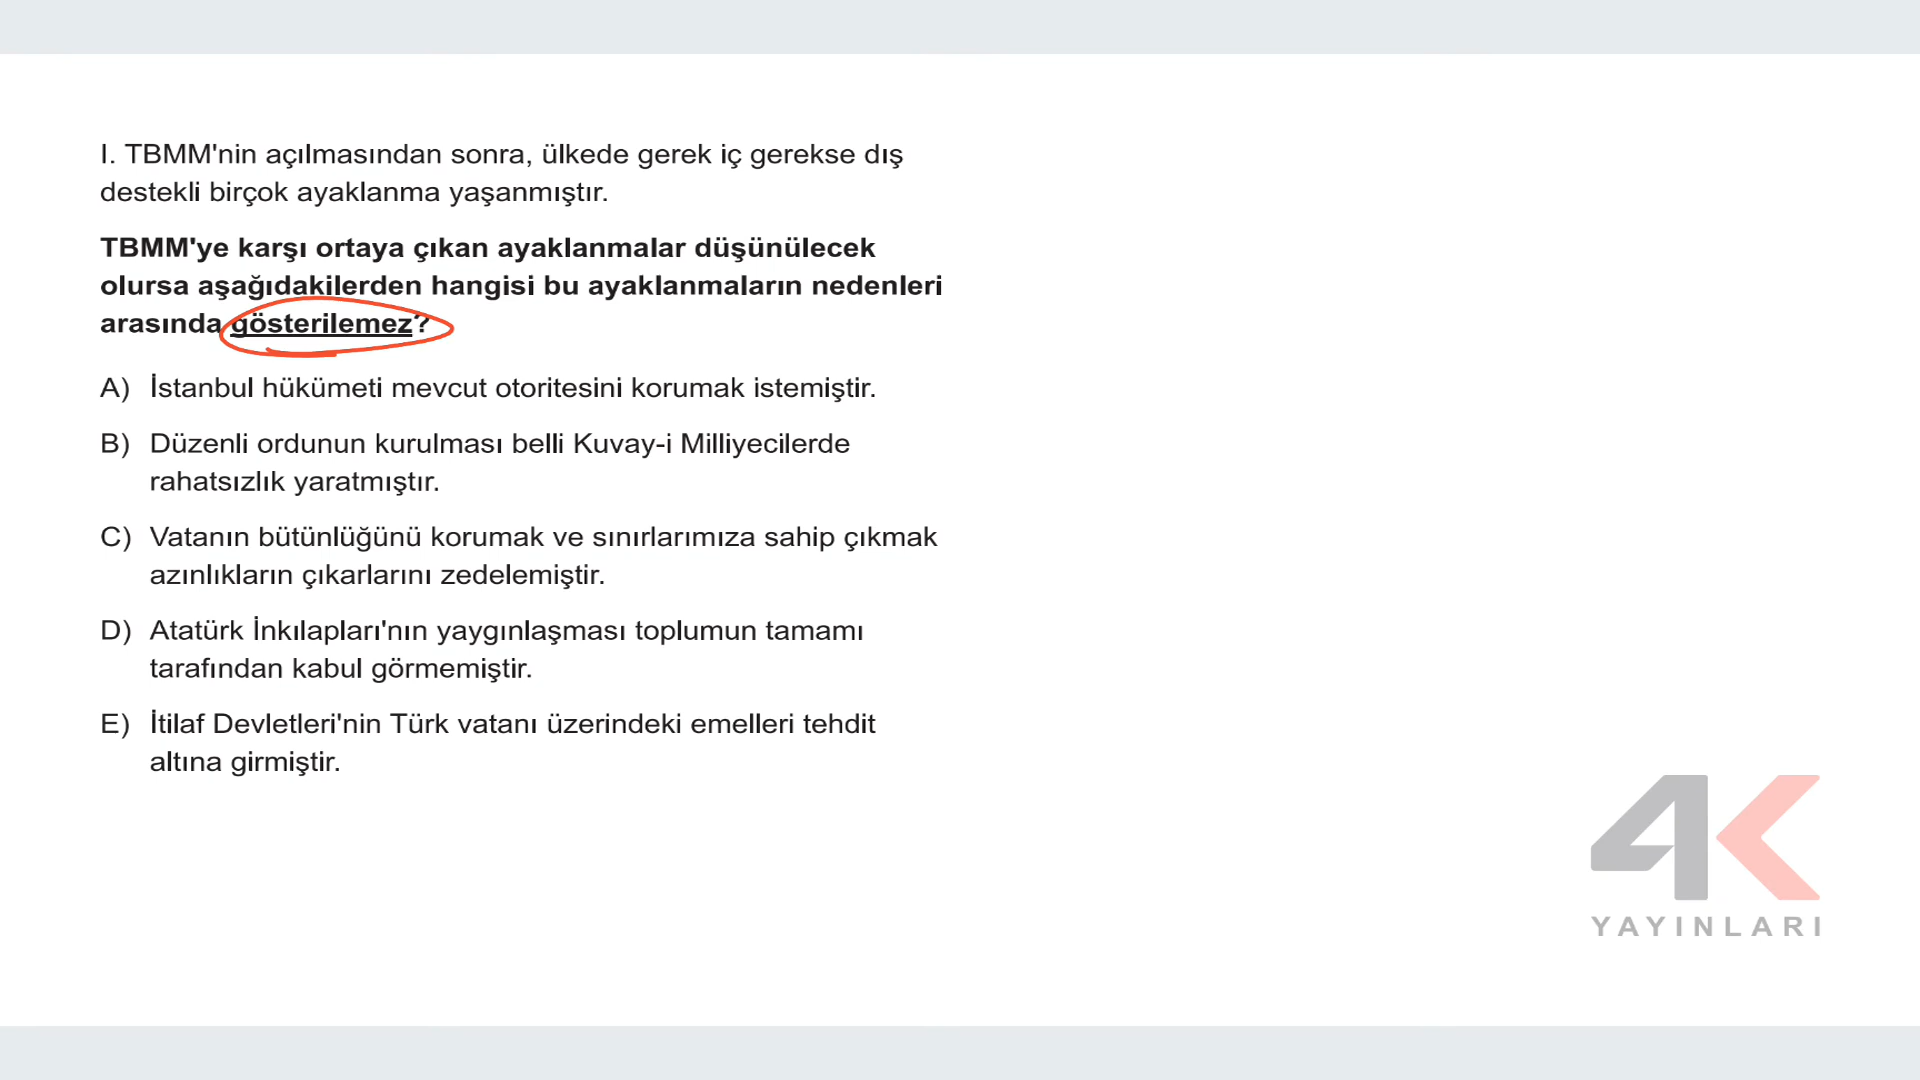 I. TBMM'nin açılmasından sonra, ülkede gerek iç gerekse dış
destekli birçok ayaklanma yaşanmıştır.
TBMM'ye karşı ortaya çıkan ayaklanmalar düşünülecek
olursa aşağıdakilerden hangisi bu ayaklanmaların nedenleri
arasında gösterilemez?
A) İstanbul hükümeti mevcut otoritesini korumak istemiştir.
B) Düzenli ordunun kurulması belli Kuvay-i Milliyecilerde
rahatsızlık yaratmıştır.
C) Vatanın bütünlüğünü korumak ve sınırlarımıza sahip çıkmak
azınlıkların çıkarlarını zedelemiştir.
D) Atatürk İnkılapları'nın yaygınlaşması toplumun tamamı
tarafından kabul görmemiştir.
E) İtilaf Devletleri'nin Türk vatanı üzerindeki emelleri tehdit
altına girmiştir.
4K
YAYINLARI